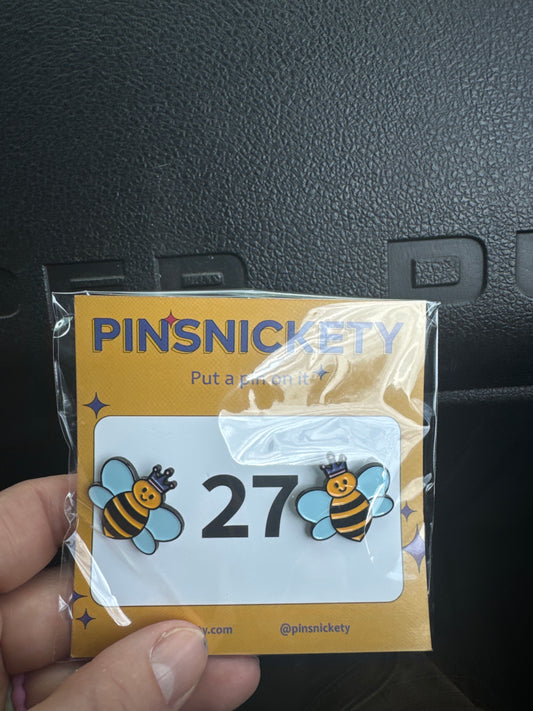 PINSNICKETY
Put a pin on it
27
@pinsnickety